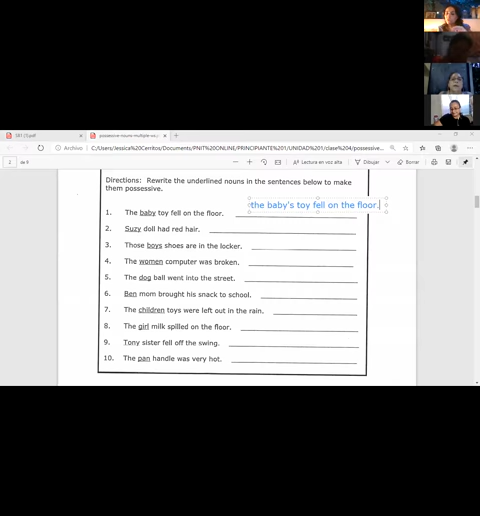 SB1 (1).pdf
possessive-nouns-multiple-wo
Archivo
C:/Users/Jessica%20Cerritos/Documents/PNIT%20ONLINE/PRINCIPIANTE%201/UNIDAD%201/clase%204/possessive...
2
de 9
Lectura en voz alta
Dibujar
Borrar
Directions: Rewrite the underlined nouns in the sentences below to make
them possessive.
the baby's toy fell on the floor.
1. The baby toy fell on the floor.
2. Suzy doll had red hair.
3. Those boys shoes are in the locker.
4. The women computer was broken.
5. The dog ball went into the street.
6. Ben mom brought his snack to school.
7. The children toys were left out in the rain.
8. The girl milk spilled on the floor.
9. Tony sister fell off the swing.
10. The pan handle was very hot.